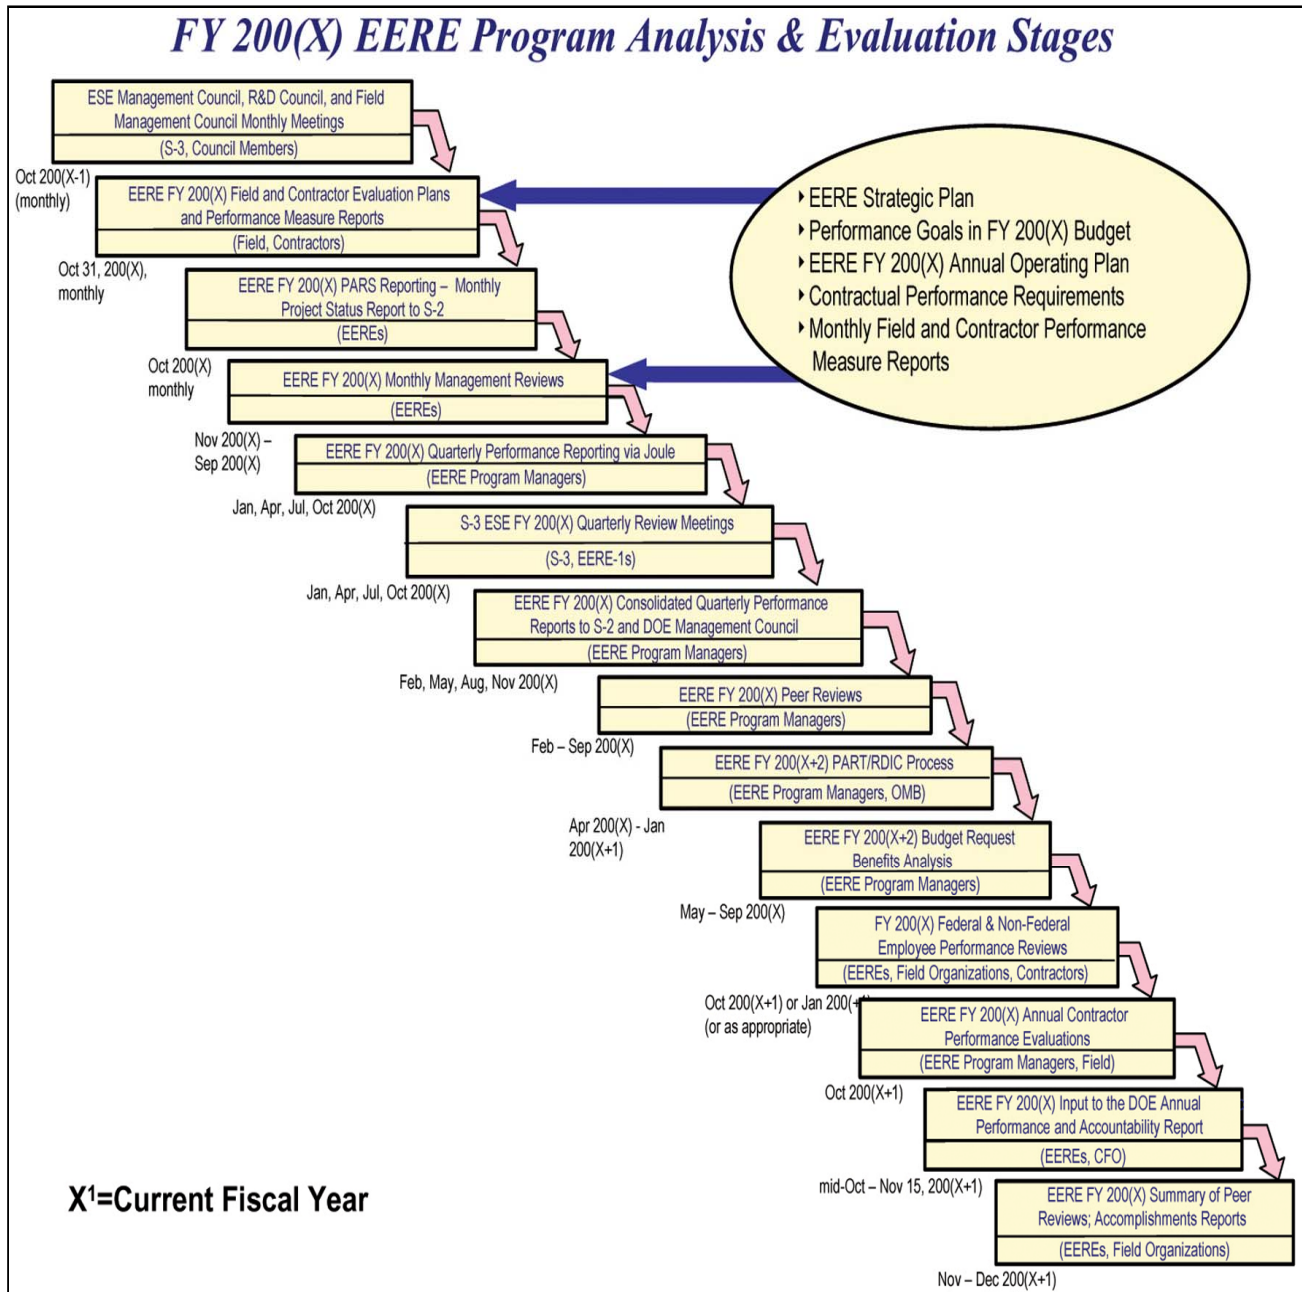 FY 200(X) EERE Program Analysis & Evaluation Stages
ESE Management Council, R&D Council, and Field
Management Council Monthly Meetings
(S-3, Council Members)
Oct 200(X-1)
(monthly)
EERE FY 200(X) Field and Contractor Evaluation Plans
and Performance Measure Reports
(Field, Contractors)
Oct 31, 200(X),
monthly
EERE FY 200(X) PARS Reporting – Monthly
Project Status Report to S-2
(EEREs)
Oct 200(X)
monthly
EERE FY 200(X) Monthly Management Reviews
(EEREs)
Nov 200(X) –
Sep 200(X)
‣ EERE Strategic Plan
‣ Performance Goals in FY 200(X) Budget
‣ EERE FY 200(X) Annual Operating Plan
‣ Contractual Performance Requirements
‣ Monthly Field and Contractor Performance
Measure Reports
EERE FY 200(X) Quarterly Performance Reporting via Joule
(EERE Program Managers)
Jan, Apr, Jul, Oct 200(X)
S-3 ESE FY 200(X) Quarterly Review Meetings
(S-3, EERE-1s)
Jan, Apr, Jul, Oct 200(X)
EERE FY 200(X) Consolidated Quarterly Performance
Reports to S-2 and DOE Management Council
(EERE Program Managers)
Feb, May, Aug, Nov 200(X)
EERE FY 200(X) Peer Reviews
(EERE Program Managers)
Feb – Sep 200(X)
EERE FY 200(X+2) PART/RDIC Process
(EERE Program Managers, OMB)
Apr 200(X) - Jan
200(X+1)
EERE FY 200(X+2) Budget Request
Benefits Analysis
(EERE Program Managers)
May – Sep 200(X)
FY 200(X) Federal & Non-Federal
Employee Performance Reviews
(EEREs, Field Organizations, Contractors)
Oct 200(X+1) or Jan 200(+1)
(or as appropriate)
EERE FY 200(X) Annual Contractor
Performance Evaluations
(EERE Program Managers, Field)
Oct 200(X+1)
EERE FY 200(X) Input to the DOE Annual
Performance and Accountability Report
(EEREs, CFO)
mid-Oct – Nov 15, 200(X+1)
EERE FY 200(X) Summary of Peer
Reviews; Accomplishments Reports
(EEREs, Field Organizations)
Nov – Dec 200(X+1)
X¹=Current Fiscal Year